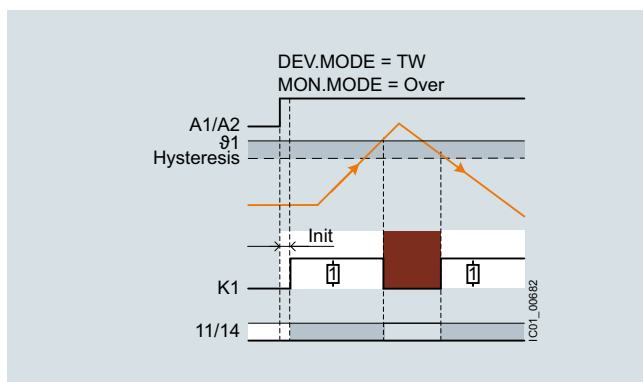 DEV.MODE = TW
MON.MODE = Over
A1/A2
ϑ1
Hysteresis
Init
1
1
K1
11/14
IC01_00682